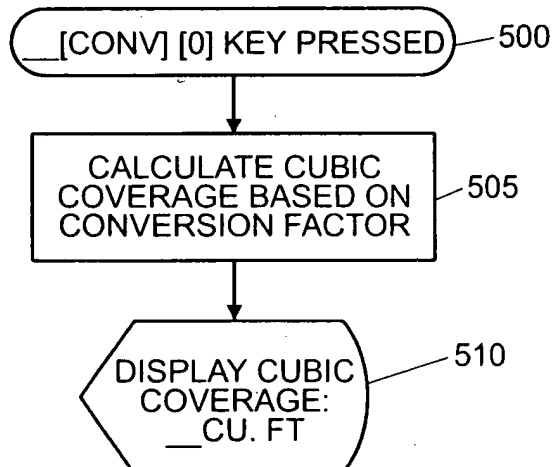 __[CONV] [0] KEY PRESSED
500
CALCULATE CUBIC
COVERAGE BASED ON
CONVERSION FACTOR
505
DISPLAY CUBIC
COVERAGE:
__CU. FT
510